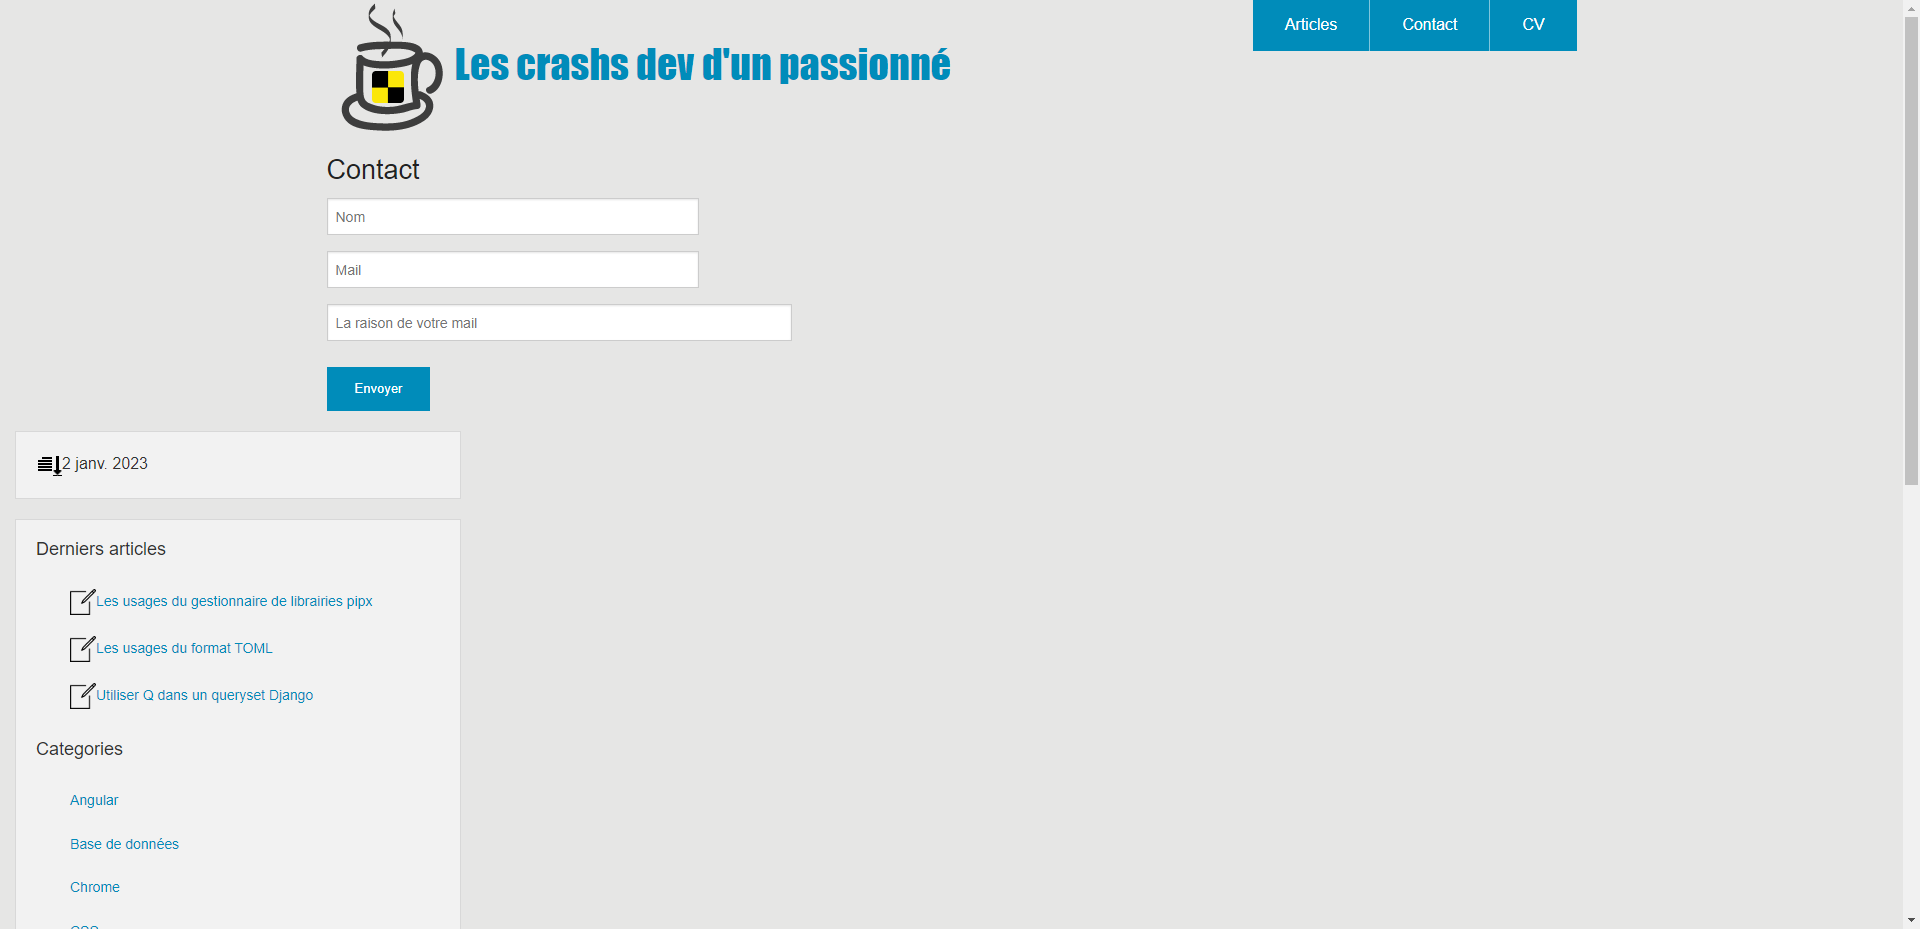 Les crashs dev d'un passionné
Articles
Contact
CV
Contact
Nom
Mail
La raison de votre mail
Envoyer
2 janv. 2023
Derniers articles
Les usages du gestionnaire de librairies pipx
Les usages du format TOML
Utiliser Q dans un queryset Django
Categories
Angular
Base de données
Chrome